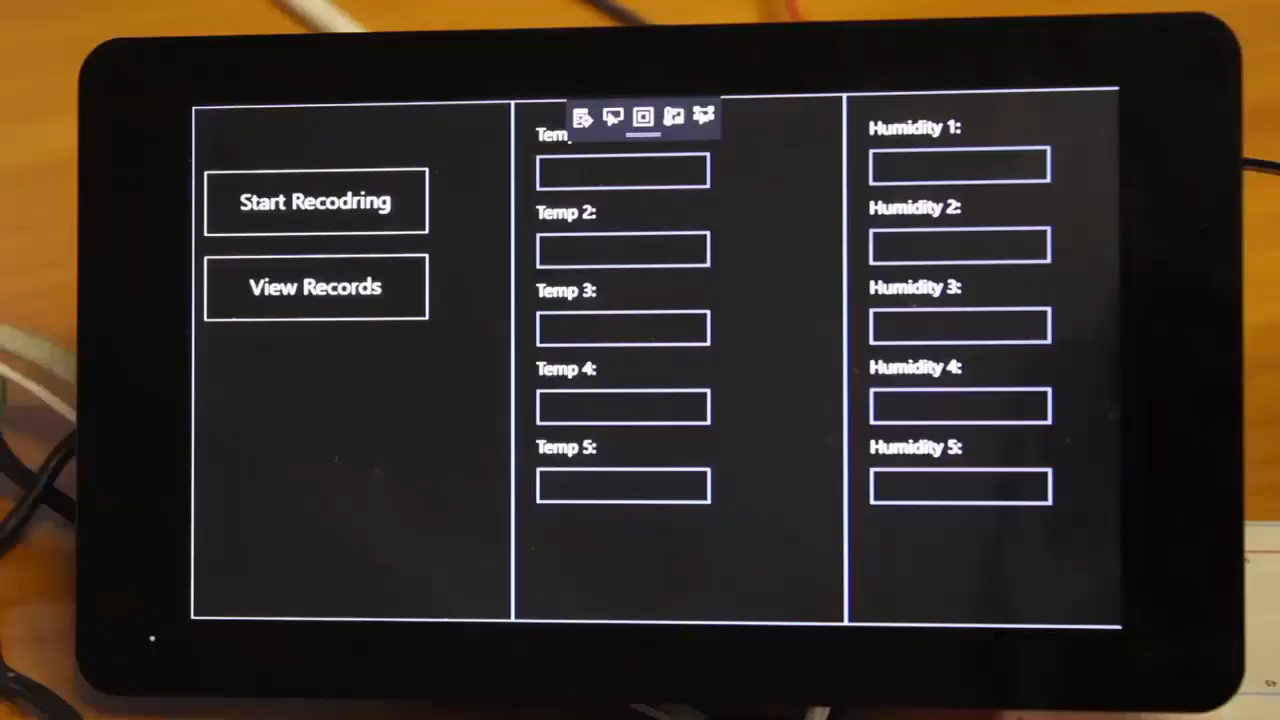 Start Recodring
View Records
Tem
Temp 2:
Temp 3:
Temp 4:
Temp 5:
Humidity 1:
Humidity 2:
Humidity 3:
Humidity 4:
Humidity 5: